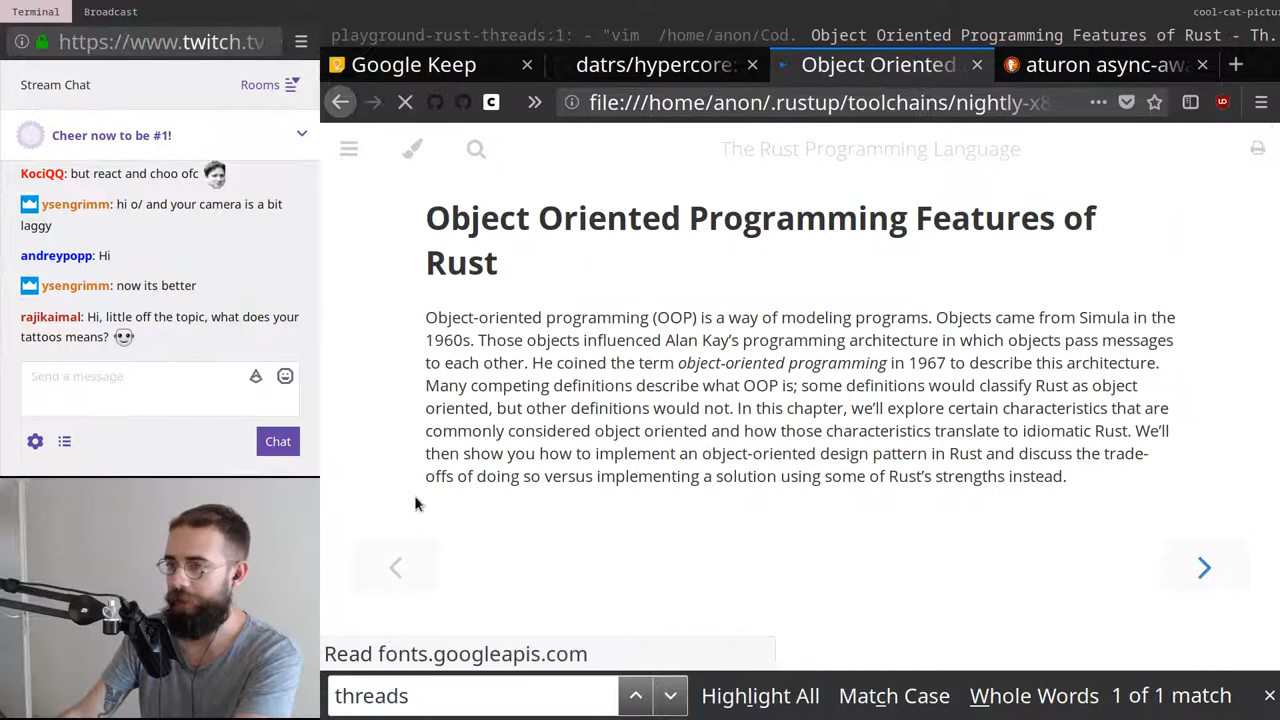 Terminal
Broadcast
cool-cat-pictu
https://www.twitch.tv
playground-rust-threads:1: - "vim /home/anon/Cod.
Object Oriented Programming Features of Rust - Th.
Google Keep
datrs/hypercore:
Object Oriented
aturon async-awa
file:///home/anon/.rustup/toolchains/nightly-x8
Stream Chat
Rooms
Cheer now to be #1!
KociQQ: but react and choo ofc
ysengrimm: hi o/ and your camera is a bit
laggy
andreypopp: Hi
ysengrimm: now its better
rajikaimal: Hi, little off the topic, what does your
tattoos means?
Send a message
Chat
The Rust Programming Language
Object Oriented Programming Features of
Rust
Object-oriented programming (OOP) is a way of modeling programs. Objects came from Simula in the
1960s. Those objects influenced Alan Kay’s programming architecture in which objects pass messages
to each other. He coined the term object-oriented programming in 1967 to describe this architecture.
Many competing definitions describe what OOP is; some definitions would classify Rust as object
oriented, but other definitions would not. In this chapter, we’ll explore certain characteristics that are
commonly considered object oriented and how those characteristics translate to idiomatic Rust. We’ll
then show you how to implement an object-oriented design pattern in Rust and discuss the trade-
offs of doing so versus implementing a solution using some of Rust’s strengths instead.
Read fonts.googleapis.com
threads
Highlight All
Match Case
Whole Words
1 of 1 match